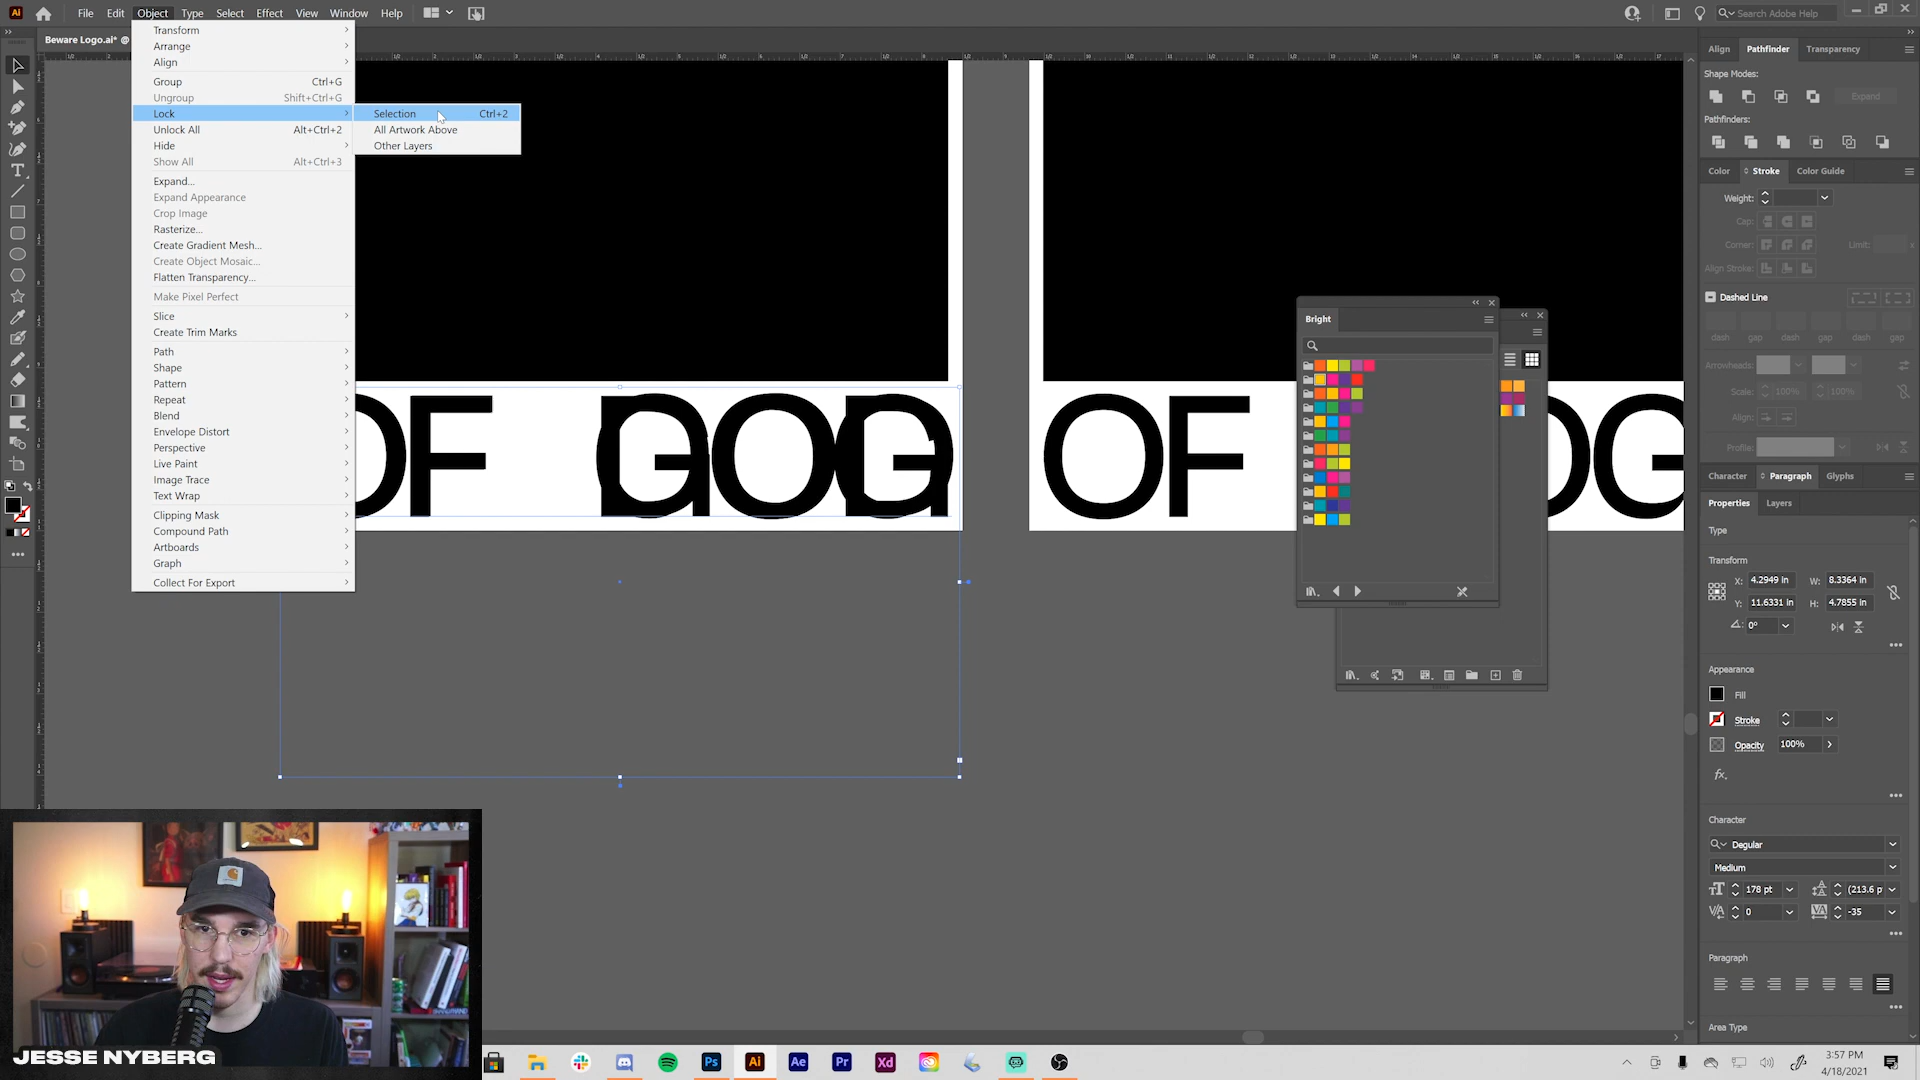 File Edit Object Type Select Effect View Window Help
Search Adobe Help
Beware Logo.ai* @
Transform
Arrange
Align
Group Ctrl+G
Ungroup Shift+Ctrl+G
Lock
Selection Ctrl+2
Unlock All Alt+Ctrl+2
All Artwork Above
Hide
Other Layers
Show All Alt+Ctrl+3
Expand...
Expand Appearance
Crop Image
Rasterize...
Create Gradient Mesh...
Create Object Mosaic...
Flatten Transparency...
Make Pixel Perfect
Slice
Create Trim Marks
Path
Shape
Pattern
Repeat
Blend
Envelope Distort
Perspective
Live Paint
Image Trace
Text Wrap
Clipping Mask
Compound Path
Artboards
Graph
Collect For Export
OF
OF
Bright
Align Pathfinder Transparency
Shape Modes:
Expand
Pathfinders:
Color Stroke Color Guide
Weight:
Cap:
Corner: Limit: x
Align Stroke:
Dashed Line
dash gap dash gap dash gap
Arrowheads:
Scale: 100% 100%
Align:
Profile:
Character Paragraph Glyphs
Properties Layers
Type
Transform
X: 4.2949 in W: 8.3364 in
Y: 11.6331 in H: 4.7855 in
0°
Appearance
Fill
Stroke
Opacity 100%
fx.
Character
Degular
Medium
178 pt (213.6 p
0 -35
Paragraph
Area Type
JESSE NYBERG
Ps Ai Ae Pr Xd
3:57 PM
4/18/2021